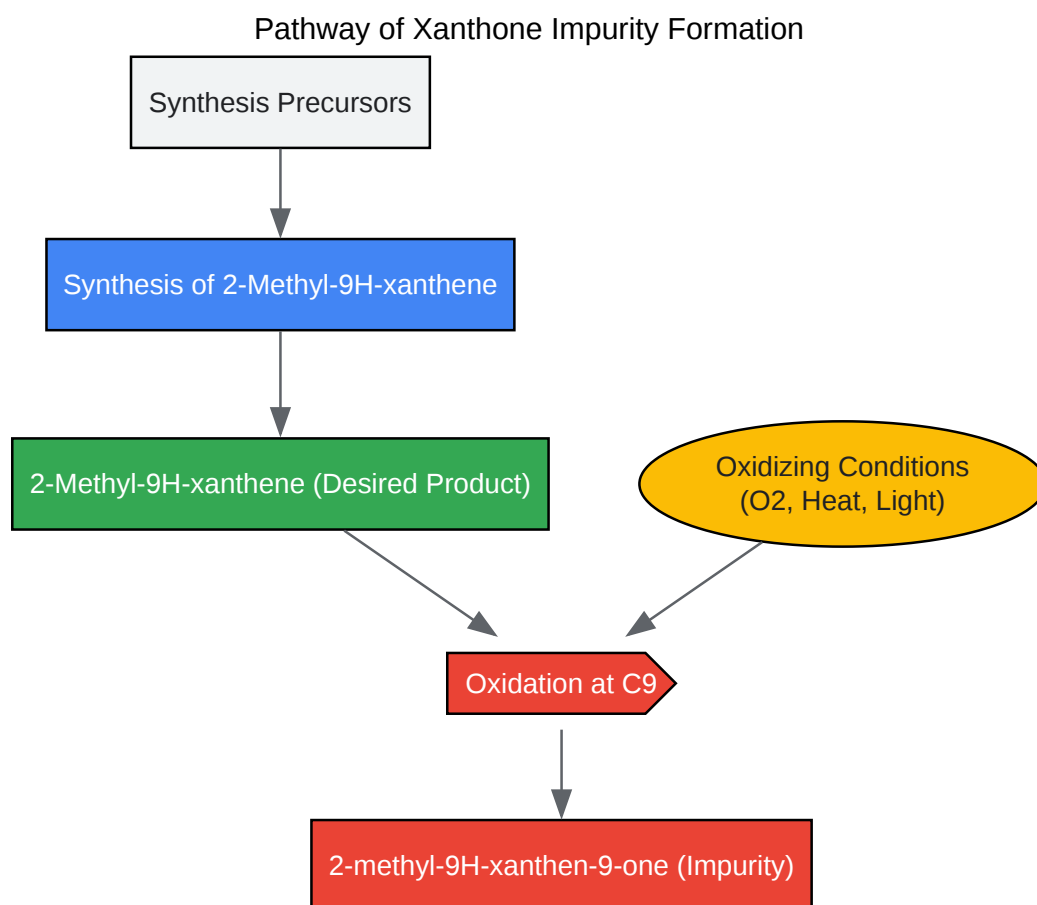 Pathway of Xanthone Impurity Formation
Synthesis Precursors
Synthesis of 2-Methyl-9H-xanthene
2-Methyl-9H-xanthene (Desired Product)
Oxidizing Conditions
(O2, Heat, Light)
Oxidation at C9
2-methyl-9H-xanthen-9-one (Impurity)